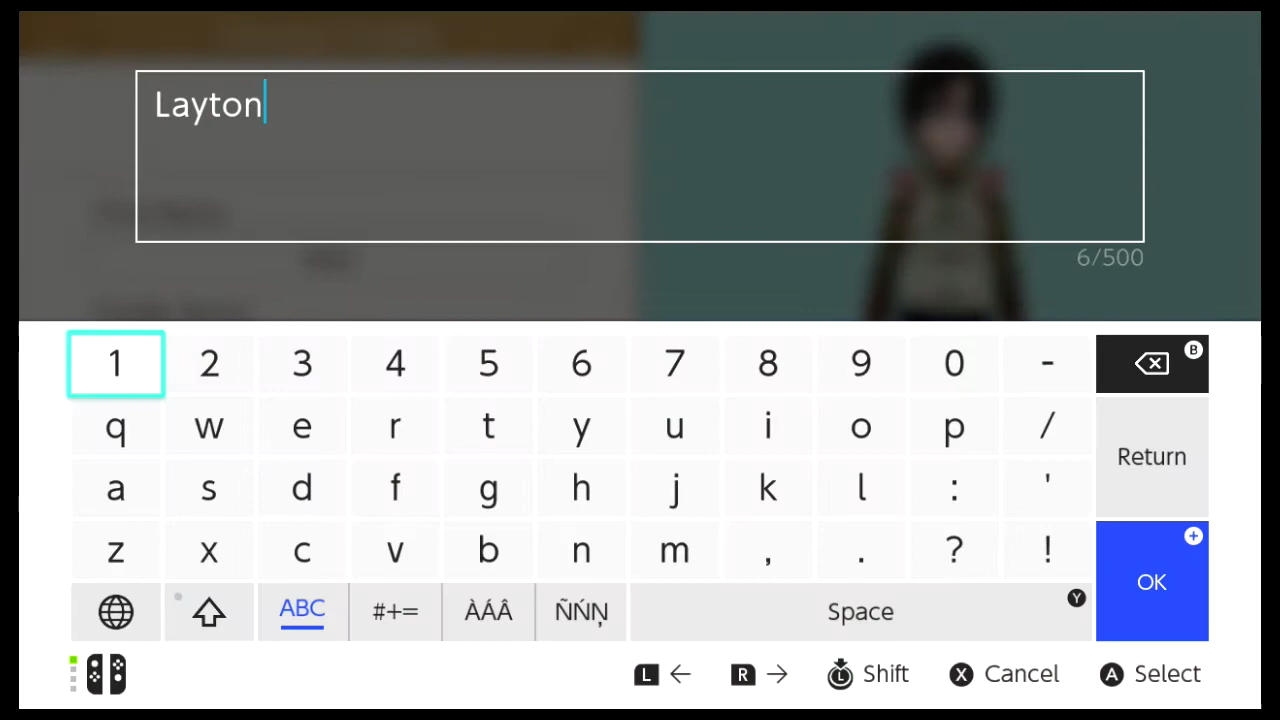 Layton
6/500
1 2 3 4 5 6 7 8 9 0 - B
q w e r t y u i o p / Return
a s d f g h j k l : '
z x c v b n m , . ? ! + OK
ABC #+= ÀÁÂ ÑŃŅ Space Y
L ← R → L Shift X Cancel A Select